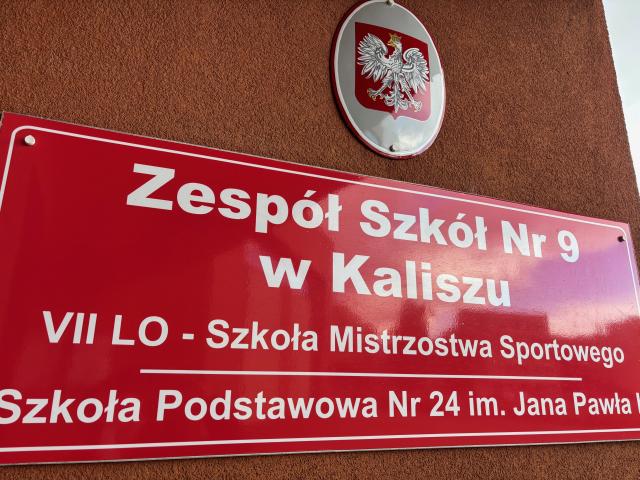 Zespół Szkół Nr 9
w Kaliszu
VII LO - Szkoła Mistrzostwa Sportowego
Szkoła Podstawowa Nr 24 im. Jana Pawła